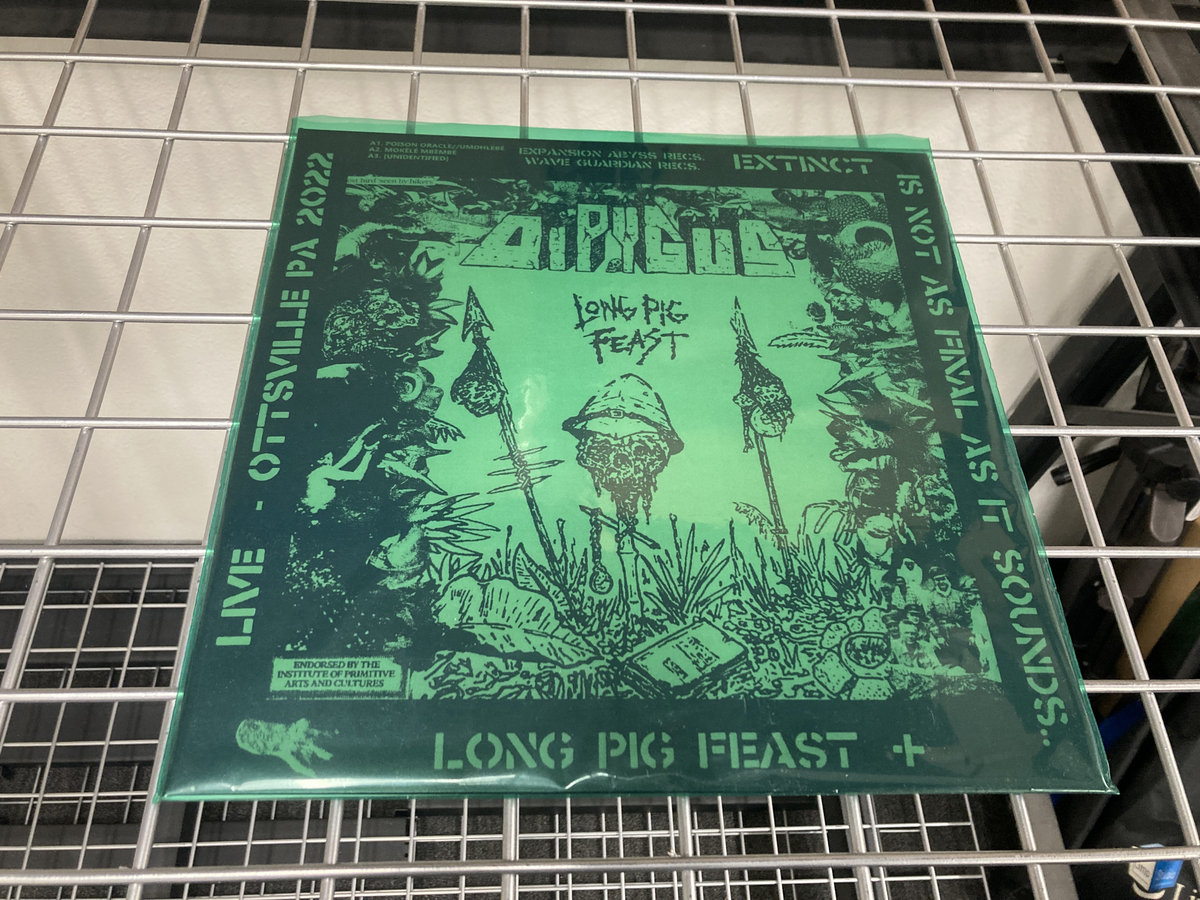 A1. POISON ORACLE//UMDHLEBE
A2. MOKELE MBEMBE
A3. [UNIDENTIFIED]
EXPANSION ABYSS RECS.
WAVE GUARDIAN RECS.
EXTINCT
IS NOT AS FINAL AS IT SOUNDS...
LIVE - OTTSVILLE PA 2022
DIPYGUS
LONG PIG
FEAST
ENDORSED BY THE
INSTITUTE OF PRIMITIVE
ARTS AND CULTURES
LONG PIG FEAST +